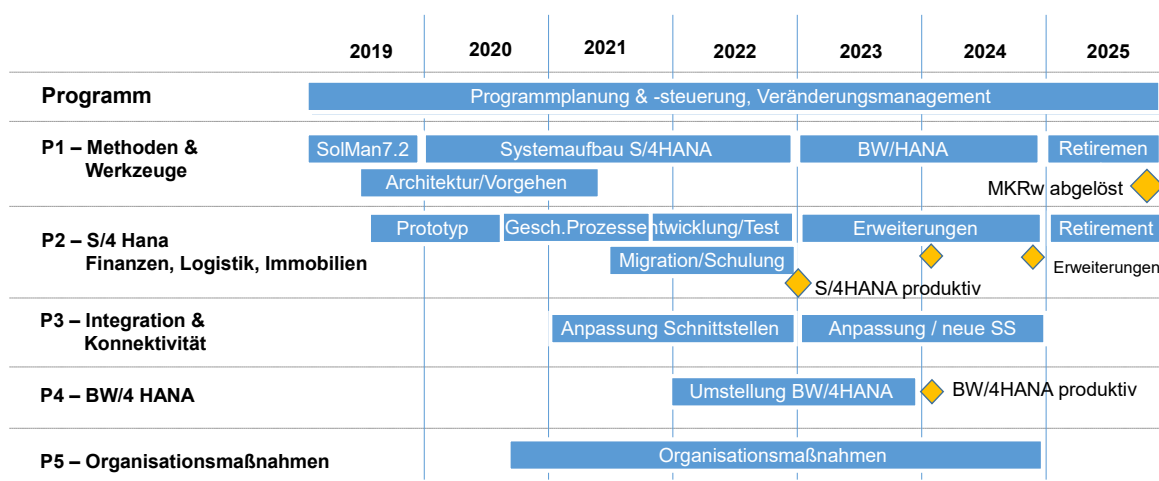 2019 2020 2021 2022 2023 2024 2025
Programm
Programmplanung & -steuerung, Veränderungsmanagement
P1 – Methoden &
Werkzeuge
SolMan7.2
Systemaufbau S/4HANA
BW/HANA
Retiremen
Architektur/Vorgehen
MKRw abgelöst
P2 – S/4 Hana
Finanzen, Logistik, Immobilien
Prototyp
Gesch.Prozesse
ntwicklung/Test
Erweiterungen
Retirement
Migration/Schulung
Erweiterungen
S/4HANA produktiv
P3 – Integration &
Konnektivität
Anpassung Schnittstellen
Anpassung / neue SS
P4 – BW/4 HANA
Umstellung BW/4HANA
BW/4HANA produktiv
P5 – Organisationsmaßnahmen
Organisationsmaßnahmen